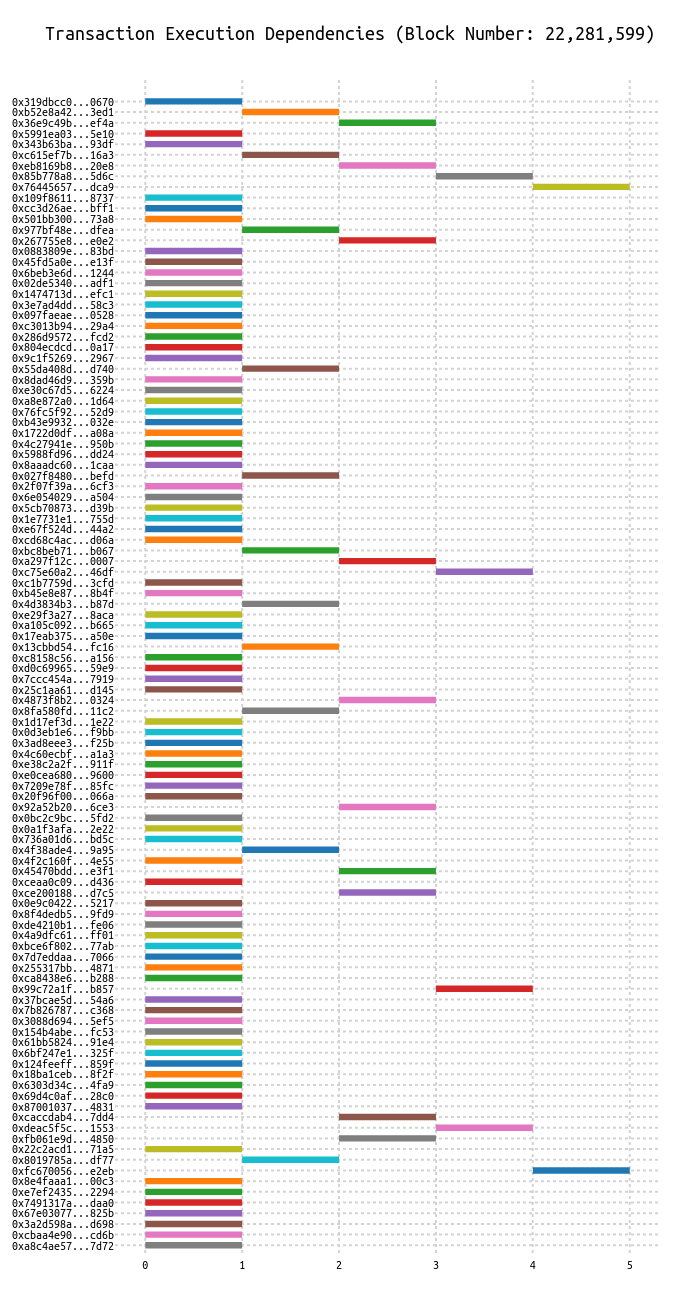 Transaction Execution Dependencies (Block Number: 22,281,599)
0x319dbcc0...0670
0xb52e8a42...3ed1
0x36e9c49b...ef4a
0x5991ea03...5e10
0x343b63ba...93df
0xc615ef7b...16a3
0xeb8169b8...20e8
0x85b778a8...5d6c
0x76445657...dca9
0x109f8611...8737
0xcc3d26ae...bff1
0x501bb300...73a8
0x977bf48e...dfea
0x267755e8...e0e2
0x0883809e...83bd
0x45fd5a0e...e13f
0x6beb3e6d...1244
0x02de5340...adf1
0x1474713d...efc1
0x3e7ad4dd...58c3
0x097faeae...0528
0xc3013b94...29a4
0x286d9572...fcd2
0x804ecdcd...0a17
0x9c1f5269...2967
0x55da408d...d740
0x8dad46d9...359b
0xe30c67d5...6224
0xa8e872a0...1d64
0x76fc5f92...52d9
0xb43e9932...032e
0x1722d0df...a08a
0x4c27941e...950b
0x5988fd96...dd24
0x8aaadc60...1caa
0x027f8480...befd
0x2f07f39a...6cf3
0x6e054029...a504
0x5cb70873...d39b
0x1e7731e1...755d
0xe67f524d...44a2
0xcd68c4ac...d06a
0xbc8beb71...b067
0xa297f12c...0007
0xc75e60a2...46df
0xc1b7759d...3cfd
0xb45e8e87...8b4f
0x4d3834b3...b87d
0xe29f3a27...8aca
0xa105c092...b665
0x17eab375...a50e
0x13cbbd54...fc16
0xc8158c56...a156
0xd0c69965...59e9
0x7ccc454a...7919
0x25c1aa61...d145
0x4873f8b2...0324
0x8fa580fd...11c2
0x1d17ef3d...1e22
0x0d3eb1e6...f9bb
0x3ad8eee3...f25b
0x4c60ecbf...a1a3
0xe38c2a2f...911f
0xe0cea680...9600
0x7209e78f...85fc
0x20f96f00...066a
0x92a52b20...6ce3
0x0bc2c9bc...5fd2
0x0a1f3afa...2e22
0x736a01d6...bd5c
0x4f38ade4...9a95
0x4f2c160f...4e55
0x45470bdd...e3f1
0xceaa0c09...d436
0xce200188...d7c5
0x0e9c0422...5217
0x8f4dedb5...9fd9
0xde4210b1...fe06
0x4a9dfc61...ff01
0xbce6f802...77ab
0x7d7eddaa...7066
0x255317bb...4871
0xca8438e6...b288
0x99c72a1f...b857
0x37bcae5d...54a6
0x7b826787...c368
0x3088d694...5ef5
0x154b4abe...fc53
0x61bb5824...91e4
0x6bf247e1...325f
0x124feeff...859f
0x18ba1ceb...8f2f
0x6303d34c...4fa9
0x69d4c0af...28c0
0x87001037...4831
0xcaccdab4...7dd4
0xdeac5f5c...1553
0xfb061e9d...4850
0x22c2acd1...71a5
0x8019785a...df77
0xfc670056...e2eb
0x8e4faaa1...00c3
0xe7ef2435...2294
0x7491317a...daa0
0x67e03077...825b
0x3a2d598a...d698
0xcbaa4e90...cd6b
0xa8c4ae57...7d72
0 1 2 3 4 5